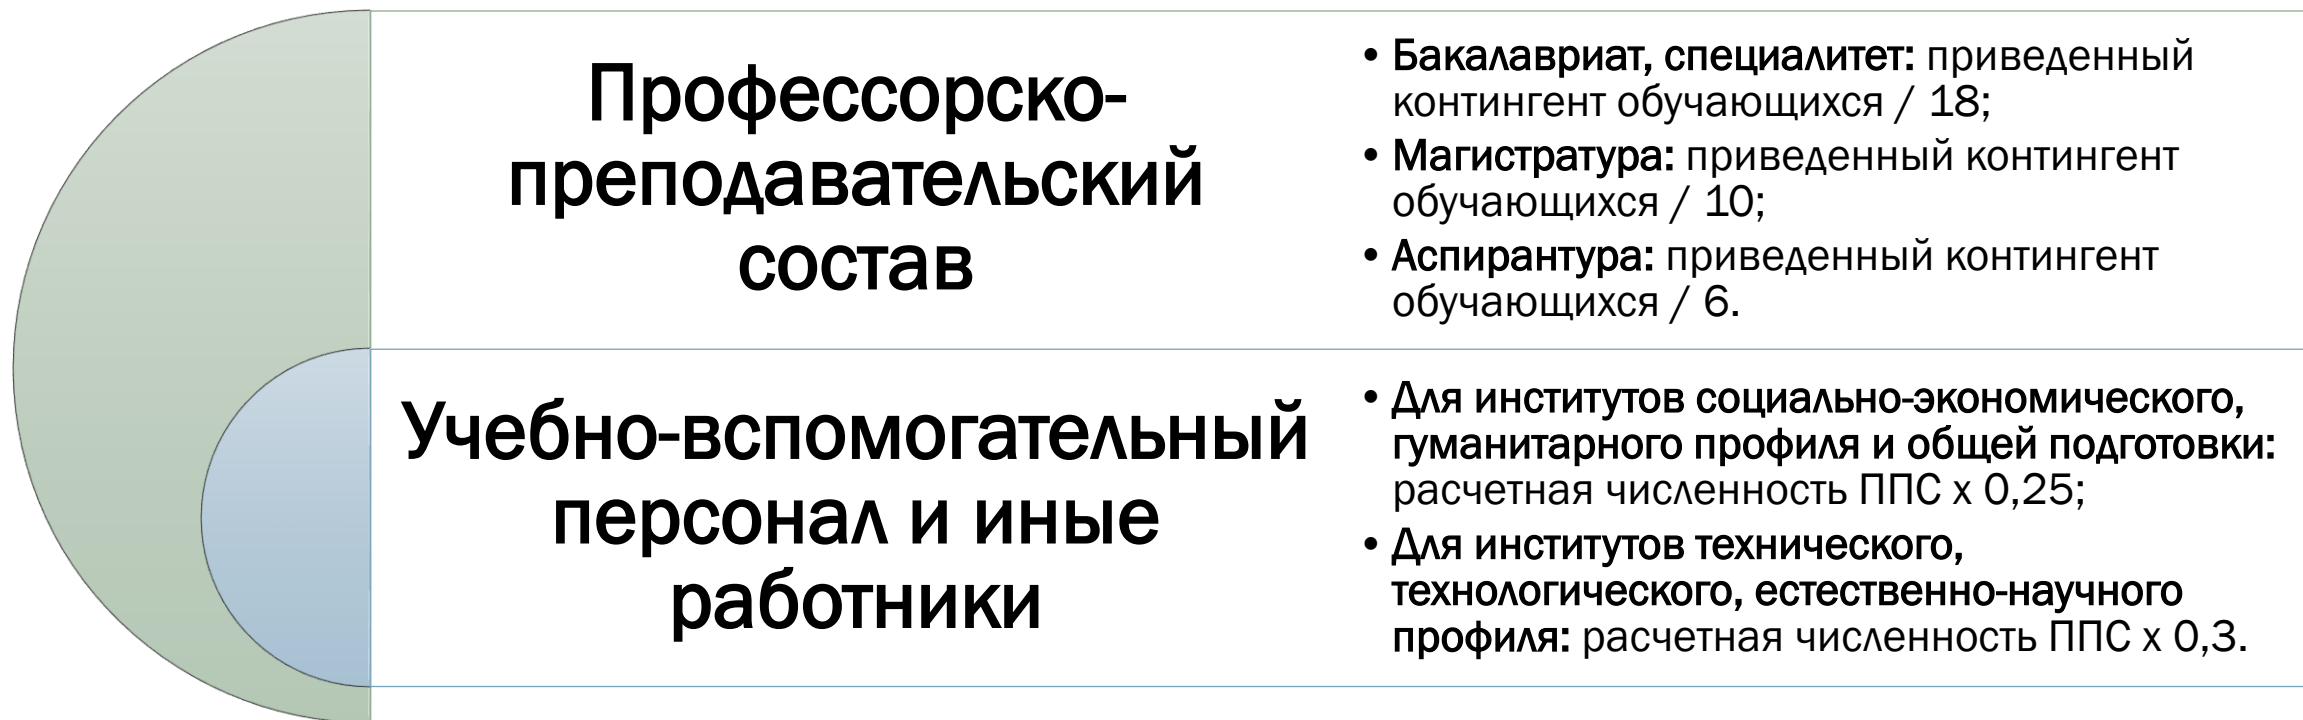 Профессорско-
преподавательский
состав
• Бакалавриат, специалитет: приведенный
контингент обучающихся / 18;
• Магистратура: приведенный контингент
обучающихся / 10;
• Аспирантура: приведенный контингент
обучающихся / 6.
Учебно-вспомогательный
персонал и иные
работники
• Для институтов социально-экономического,
гуманитарного профиля и общей подготовки:
расчетная численность ППС х 0,25;
• Для институтов технического,
технологического, естественно-научного
профиля: расчетная численность ППС х 0,3.